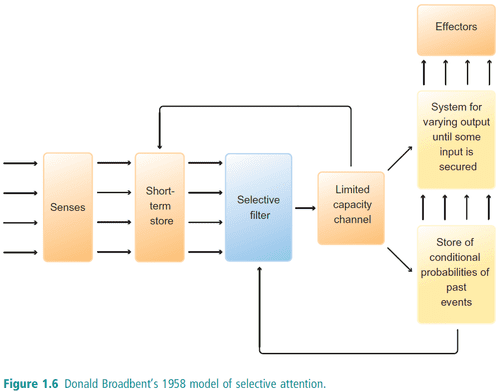 Effectors
System for
varying output
until some
input is
secured
Senses
Short-
term
store
Selective
filter
Limited
capacity
channel
Store of
conditional
probabilities of
past
events
Figure 1.6 Donald Broadbent's 1958 model of selective attention.